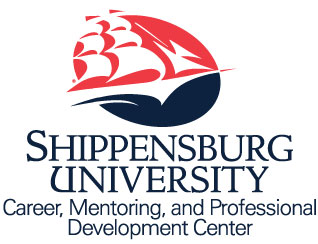 SHIPPENSBURG
UNIVERSITY
Career, Mentoring, and Professional
Development Center